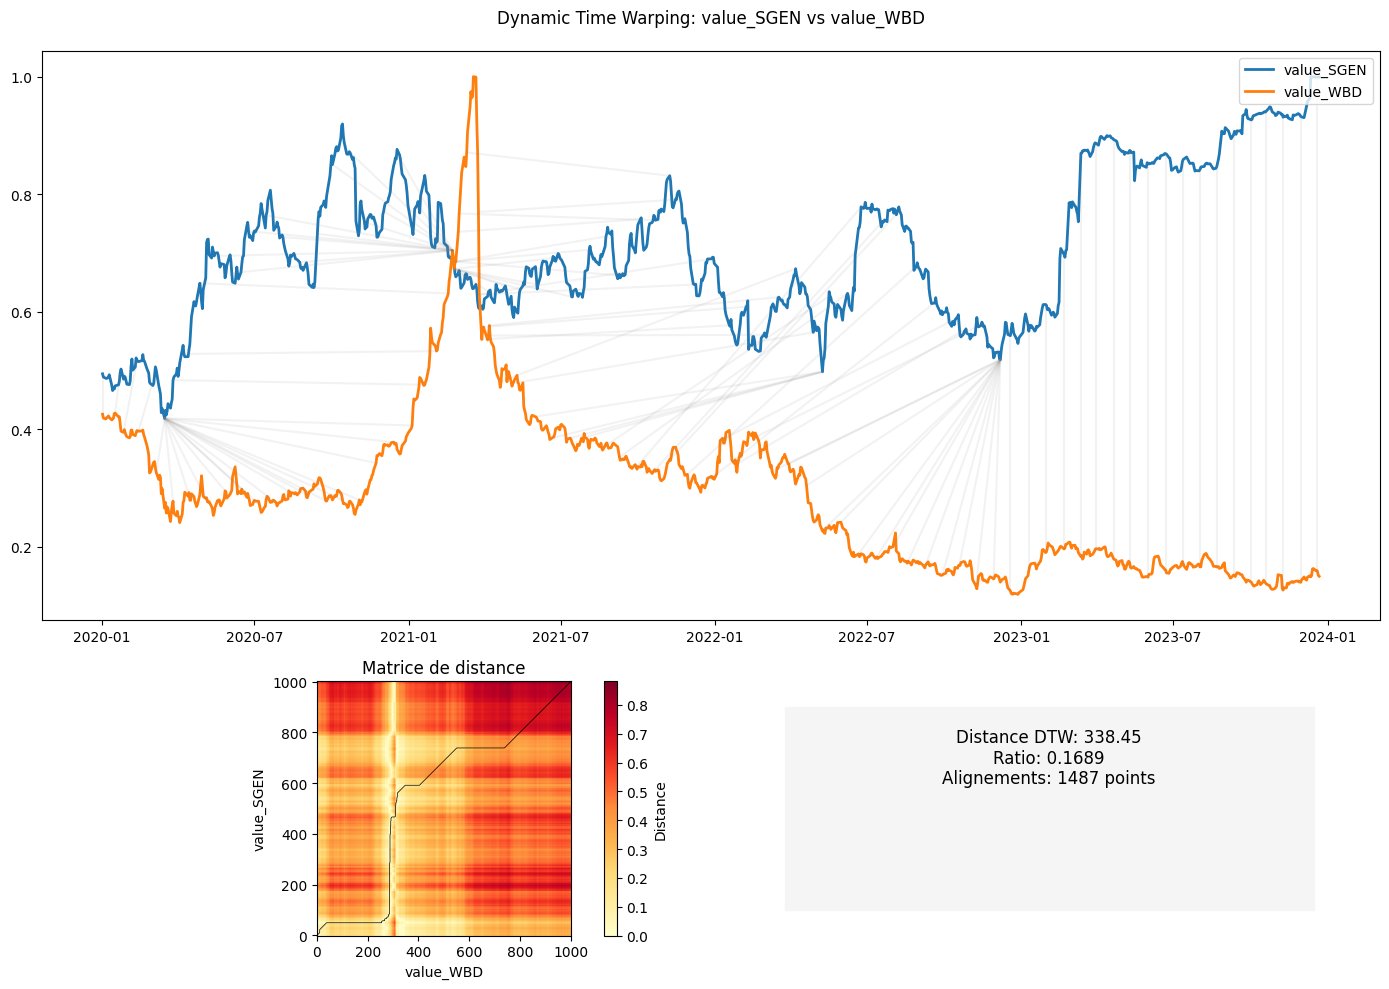 Dynamic Time Warping: value_SGEN vs value_WBD
value_SGEN
value_WBD
1.0
0.8
0.6
0.4
0.2
2020-01 2020-07 2021-01 2021-07 2022-01 2022-07 2023-01 2023-07 2024-01
Matrice de distance
value_SGEN
1000
800
600
400
200
0
0 200 400 600 800 1000
value_WBD
0.8
0.7
0.6
0.5
0.4
0.3
0.2
0.1
0.0
Distance
Distance DTW: 338.45
Ratio: 0.1689
Alignements: 1487 points